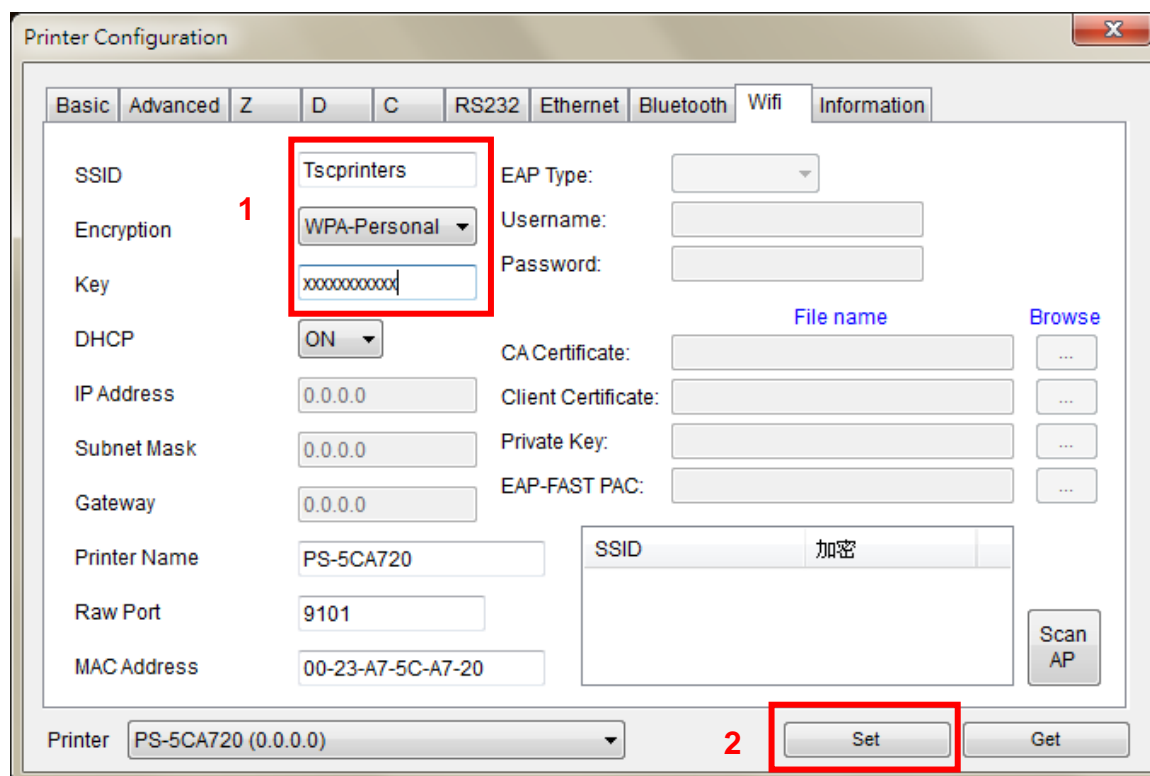 Printer Configuration
x
Basic Advanced Z D C RS232 Ethernet Bluetooth Wifi Information
SSID Tscprinters
1
Encryption WPA-Personal
Key xxxxxxxxxxx
DHCP ON
IP Address 0.0.0.0
Subnet Mask 0.0.0.0
Gateway 0.0.0.0
Printer Name PS-5CA720
Raw Port 9101
MAC Address 00-23-A7-5C-A7-20
EAP Type:
Username:
Password:
File name Browse
CA Certificate: ...
Client Certificate: ...
Private Key: ...
EAP-FAST PAC: ...
SSID 加密
Scan
AP
Printer PS-5CA720 (0.0.0.0)
2
Set Get